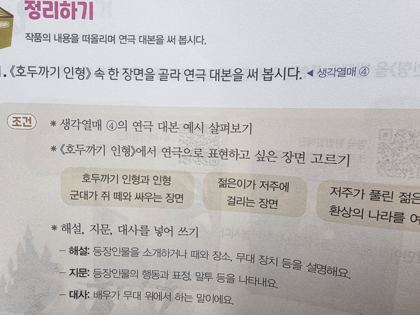 정리하기
작품의 내용을 떠올리며 연극 대본을 써 봅시다.
1. 《호두까기 인형》 속 한 장면을 골라 연극 대본을 써 봅시다. ◀ 생각열매 ④
조건
* 생각열매 ④의 연극 대본 예시 살펴보기
* 《호두까기 인형》에서 연극으로 표현하고 싶은 장면 고르기
호두까기 인형과 인형
군대가 쥐 떼와 싸우는 장면
젊은이가 저주에
걸리는 장면
저주가 풀린 젊은
환상의 나라를
* 해설, 지문, 대사를 넣어 쓰기
– 해설: 등장인물을 소개하거나 때와 장소, 무대 장치 등을 설명해요.
– 지문: 등장인물의 행동과 표정, 말투 등을 나타내요.
– 대사: 배우가 무대 위에서 하는 말이에요.